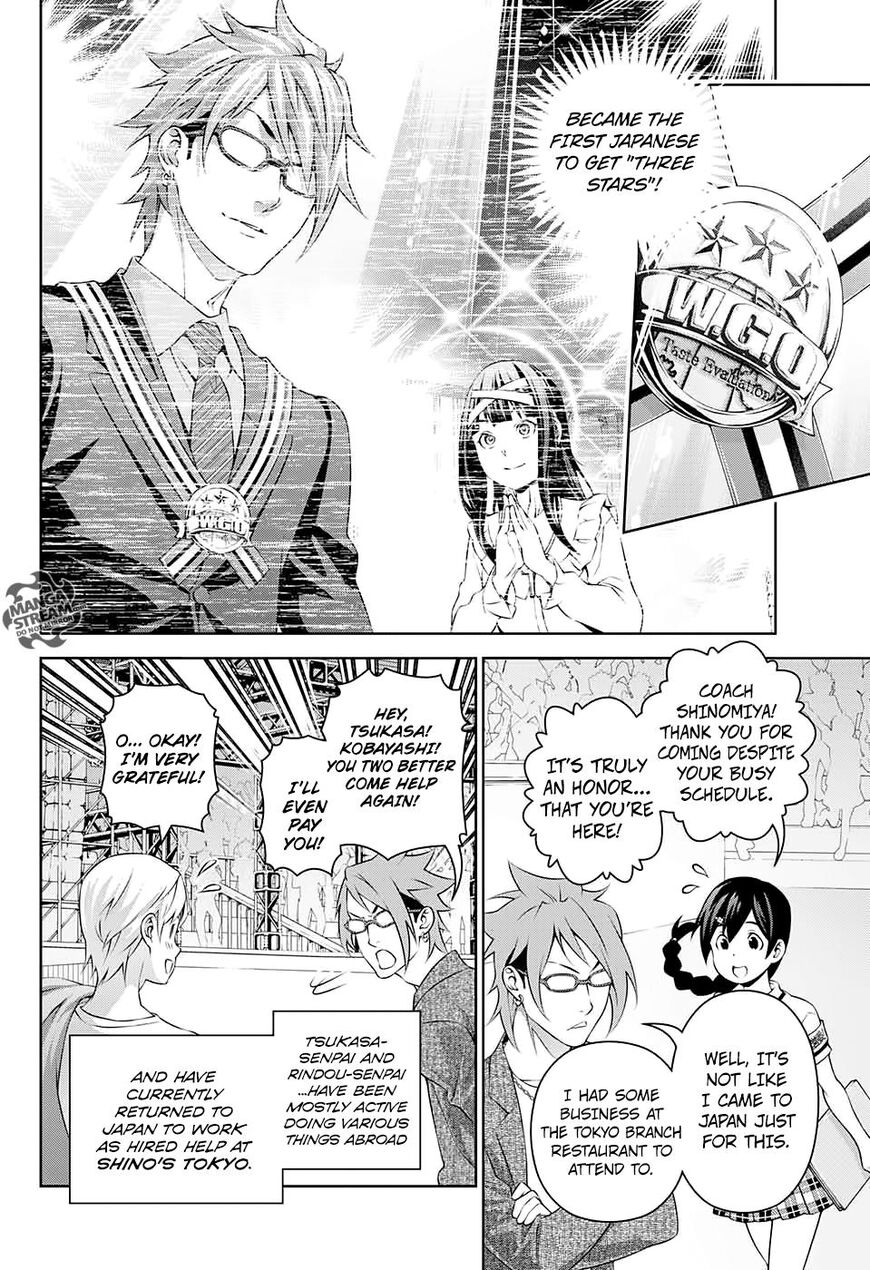 BECAME THE
FIRST JAPANESE
TO GET "THREE
STARS"!
W.G.O
Taste Evaluation
W.G.O
MANGA
STREAM
DO NOT MIRROR
COACH
SHINOMIYA!
THANK YOU FOR
COMING DESPITE
YOUR BUSY
SCHEDULE.
IT'S TRULY
AN HONOR...
THAT YOU'RE
HERE!
WELL, IT'S
NOT LIKE
I CAME TO
JAPAN JUST
FOR THIS.
I HAD SOME
BUSINESS AT
THE TOKYO BRANCH
RESTAURANT TO
ATTEND TO.
HEY,
TSUKASA!
KOBAYASHI!
YOU TWO BETTER
COME HELP
AGAIN!
I'LL
EVEN
PAY
YOU!
O... OKAY!
I'M VERY
GRATEFUL!
TSUKASA-
SENPAI AND
RINDOU-SENPAI
...HAVE BEEN
MOSTLY ACTIVE
DOING VARIOUS
THINGS ABROAD
AND HAVE
CURRENTLY
RETURNED TO
JAPAN TO WORK
AS HIRED HELP AT
SHINO'S TOKYO.